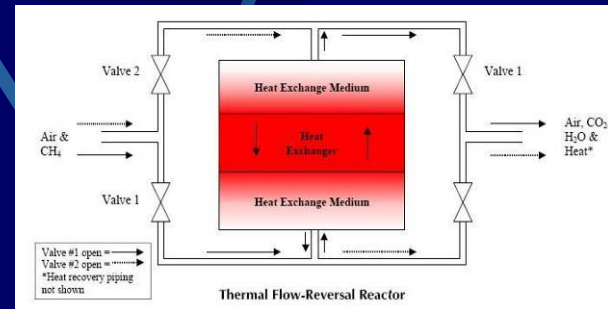 Valve 2
Heat Exchange Medium
Valve 1
Air &
CH₄
Heat
Exchanger
Air, CO₂
H₂O &
Heat*
Valve 1
Heat Exchange Medium
Valve #1 open =
Valve #2 open =
*Heat recovery piping
not shown
Thermal Flow-Reversal Reactor